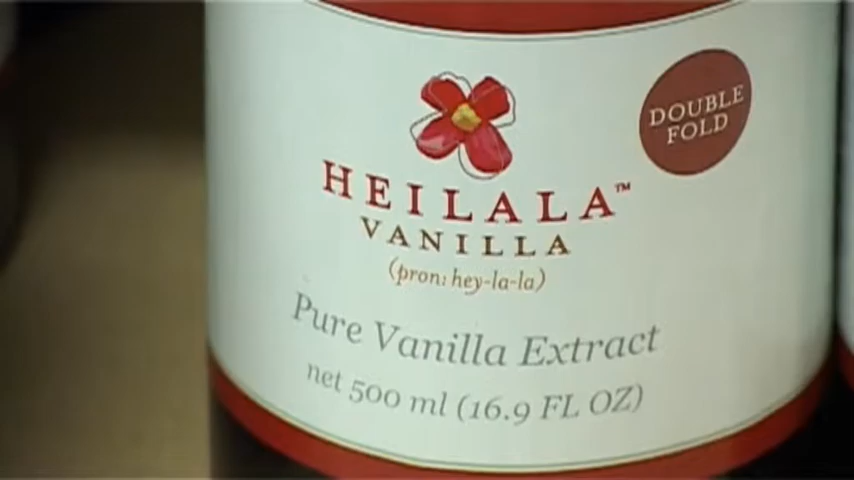 DOUBLE
FOLD
HEILALA™
VANILLA
(pron: hey-la-la)
Pure Vanilla Extract
net 500 ml (16.9 FL OZ)